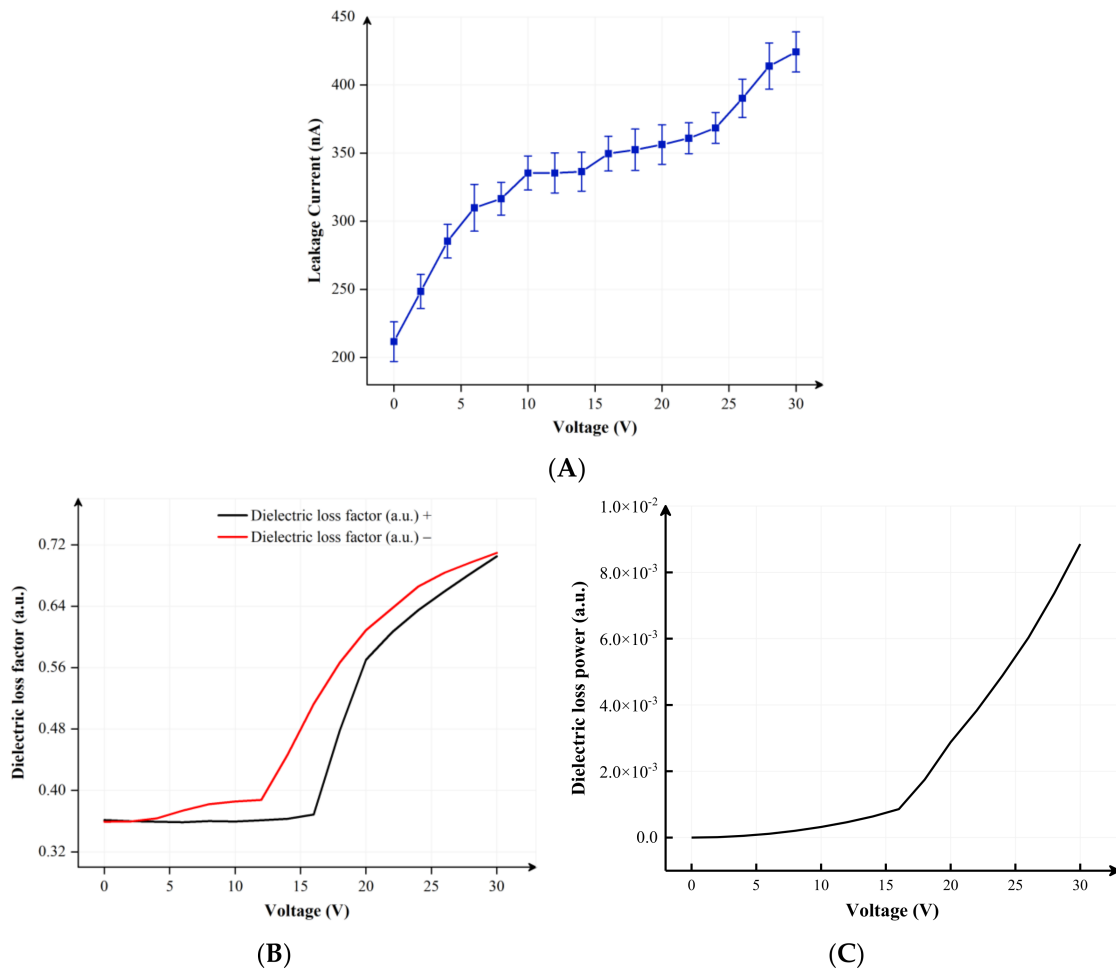 450
400
350
300
250
200
Leakage Current (nA)
0 5 10 15 20 25 30
Voltage (V)
(A)
Dielectric loss factor (a.u.) +
Dielectric loss factor (a.u.) −
0.72
0.64
0.56
0.48
0.40
0.32
Dielectric loss factor (a.u.)
0 5 10 15 20 25 30
Voltage (V)
(B)
1.0×10⁻²
8.0×10⁻³
6.0×10⁻³
4.0×10⁻³
2.0×10⁻³
0.0
Dielectric loss power (a.u.)
0 5 10 15 20 25 30
Voltage (V)
(C)